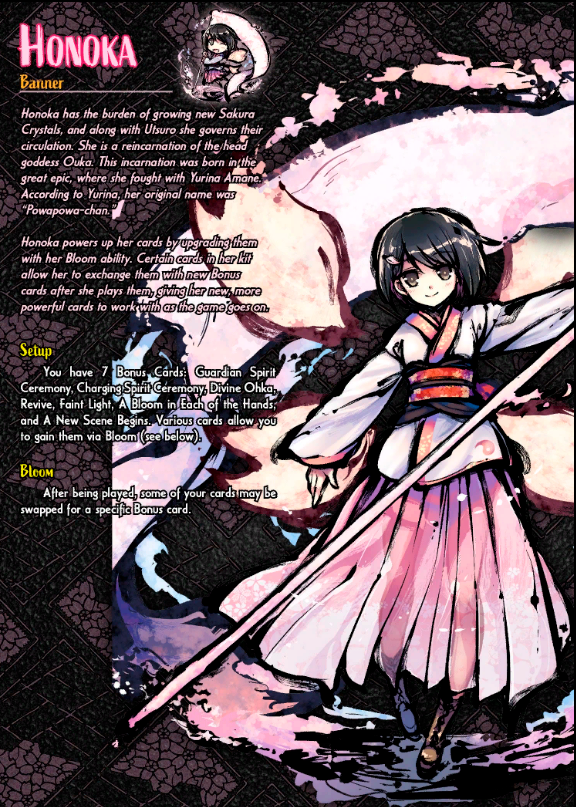 Honoka
Banner
Honoka has the burden of growing new Sakura
Crystals, and along with Utsuro she governs their
circulation. She is a reincarnation of the head
goddess Ouka. This incarnation was born in the
great epic, where she fought with Yurina Amane.
According to Yurina, her original name was
"Powapowa-chan."
Honoka powers up her cards by upgrading them
with her Bloom ability. Certain cards in her kit
allow her to exchange them with new Bonus
cards after she plays them, giving her new, more
powerful cards to work with as the game goes on.
Setup
You have 7 Bonus Cards: Guardian Spirit
Ceremony, Charging Spirit Ceremony, Divine Ohka,
Revive, Faint Light, A Bloom in Each of the Hands,
and A New Scene Begins. Various cards allow you
to gain them via Bloom (see below).
Bloom
After being played, some of your cards may be
swapped for a specific Bonus card.